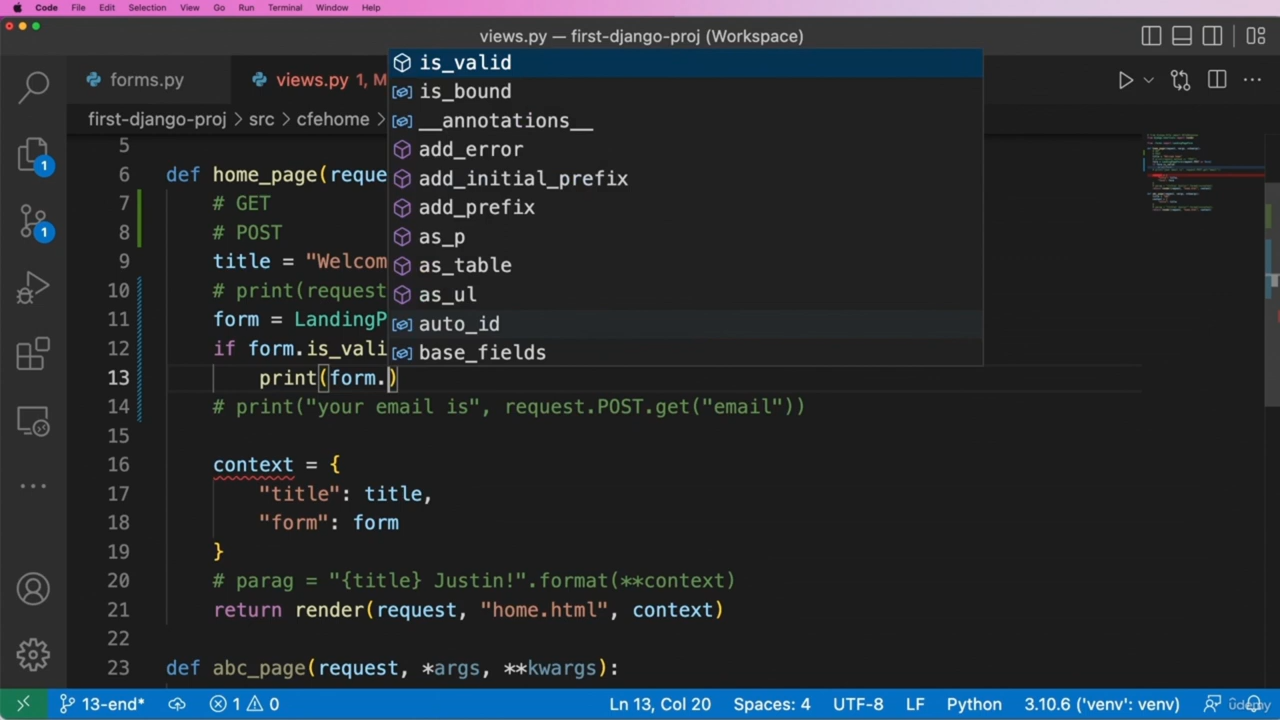 Code File Edit Selection View Go Run Terminal Window Help
views.py — first-django-proj (Workspace)
forms.py views.py 1, M
first-django-proj > src > cfehome >
is_valid
is_bound
__annotations__
add_error
add_initial_prefix
add_prefix
as_p
as_table
as_ul
auto_id
base_fields
5
6 def home_page(reque
7 # GET
8 # POST
9 title = "Welcom
10 # print(request
11 form = LandingP
12 if form.is_vali
13 print(form.)
14 # print("your email is", request.POST.get("email"))
15
16 context = {
17 "title": title,
18 "form": form
19 }
20 # parag = "{title} Justin!".format(**context)
21 return render(request, "home.html", context)
22
23 def abc_page(request, *args, **kwargs):
1
1
13-end* 1 0 Ln 13, Col 20 Spaces: 4 UTF-8 LF Python 3.10.6 ('venv': venv)
udemy